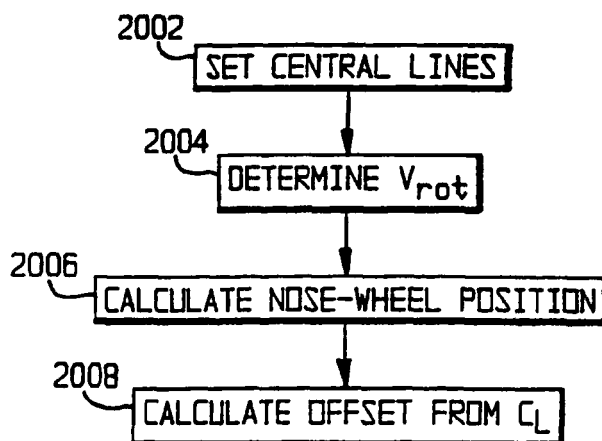 2002
SET CENTRAL LINES
2004
DETERMINE Vrot
2006
CALCULATE NOSE-WHEEL POSITION
2008
CALCULATE OFFSET FROM CL